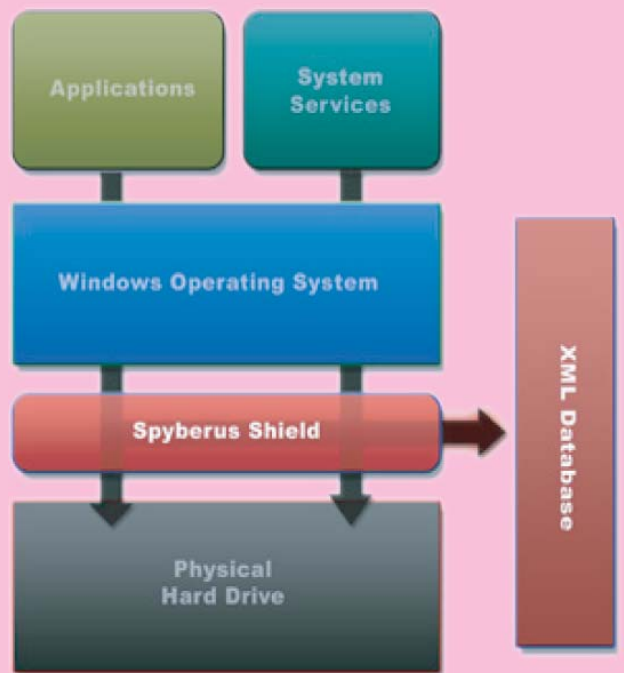 Applications
System
Services
Windows Operating System
Spyberus Shield
XML Database
Physical
Hard Drive